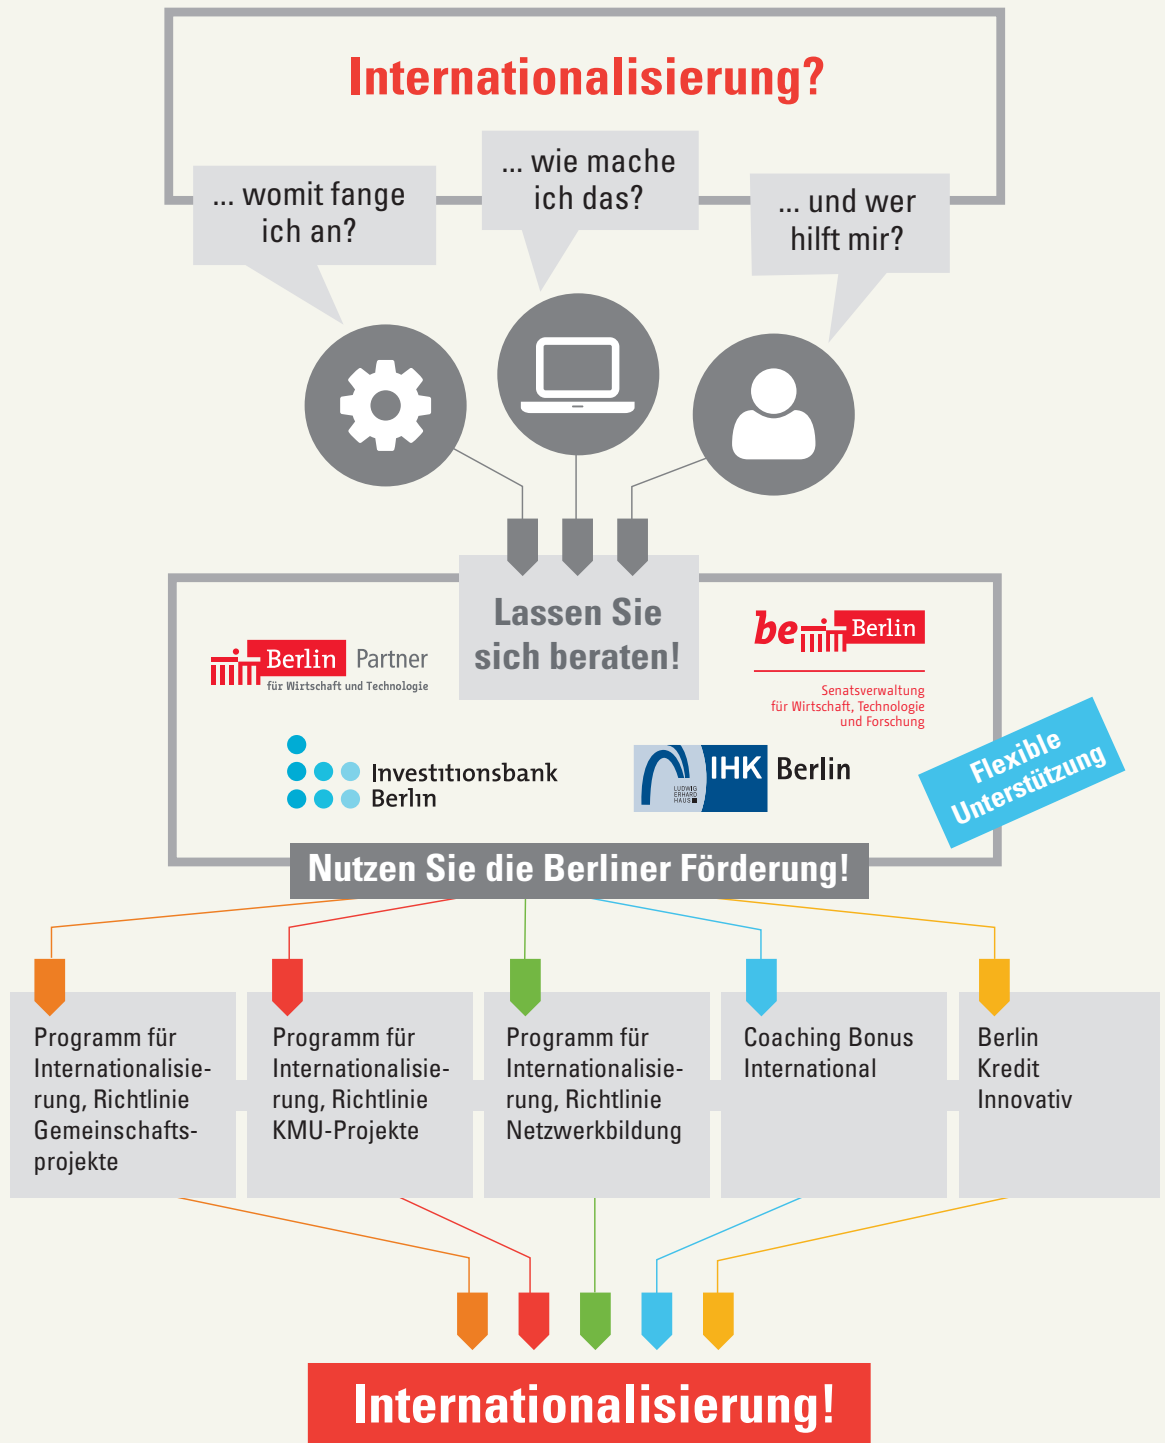 Internationalisierung?
... womit fange
ich an?
... wie mache
ich das?
... und wer
hilft mir?
Lassen Sie
sich beraten!
Berlin Partner
für Wirtschaft und Technologie
be Berlin
Senatsverwaltung
für Wirtschaft, Technologie
und Forschung
Investitionsbank
Berlin
LUDWIG
ERHARD
HAUS
IHK Berlin
Flexible
Unterstützung
Nutzen Sie die Berliner Förderung!
Programm für
Internationalisie-
rung, Richtlinie
Gemeinschafts-
projekte
Programm für
Internationalisie-
rung, Richtlinie
KMU-Projekte
Programm für
Internationalisie-
rung, Richtlinie
Netzwerkbildung
Coaching Bonus
International
Berlin
Kredit
Innovativ
Internationalisierung!